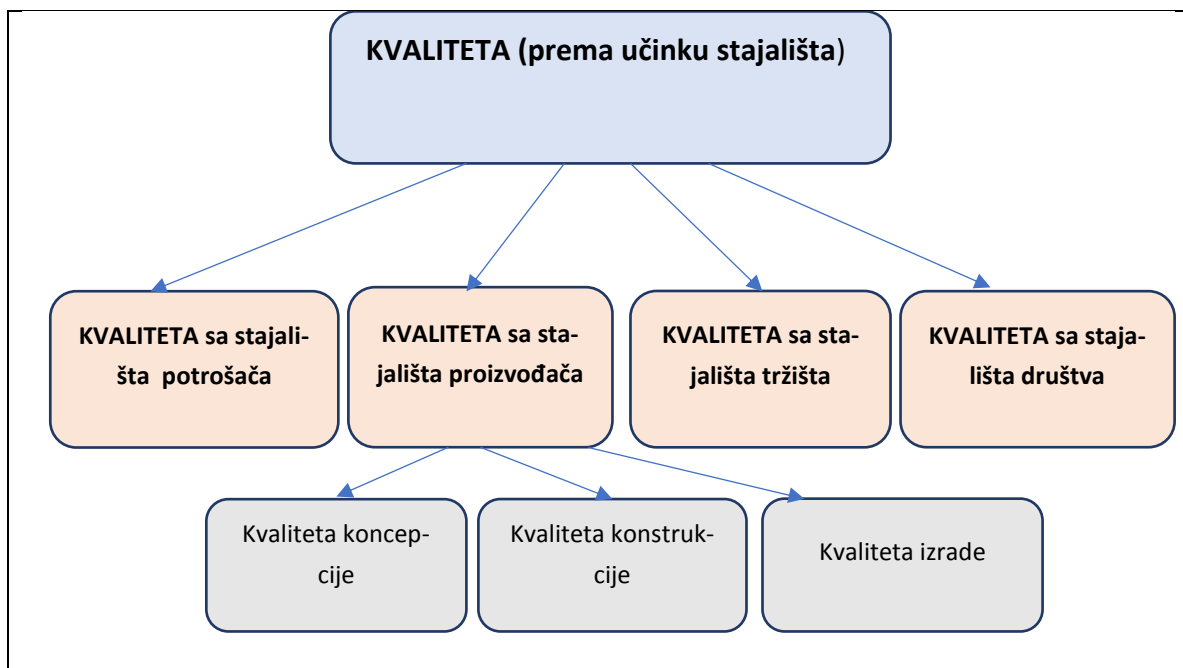 KVALITETA (prema učinku stajališta)
KVALITETA sa stajali-
šta potrošača
KVALITETA sa sta-
jališta proizvođača
KVALITETA sa sta-
jališta tržišta
KVALITETA sa staja-
lišta društva
Kvaliteta koncep-
cije
Kvaliteta konstruk-
cije
Kvaliteta izrade